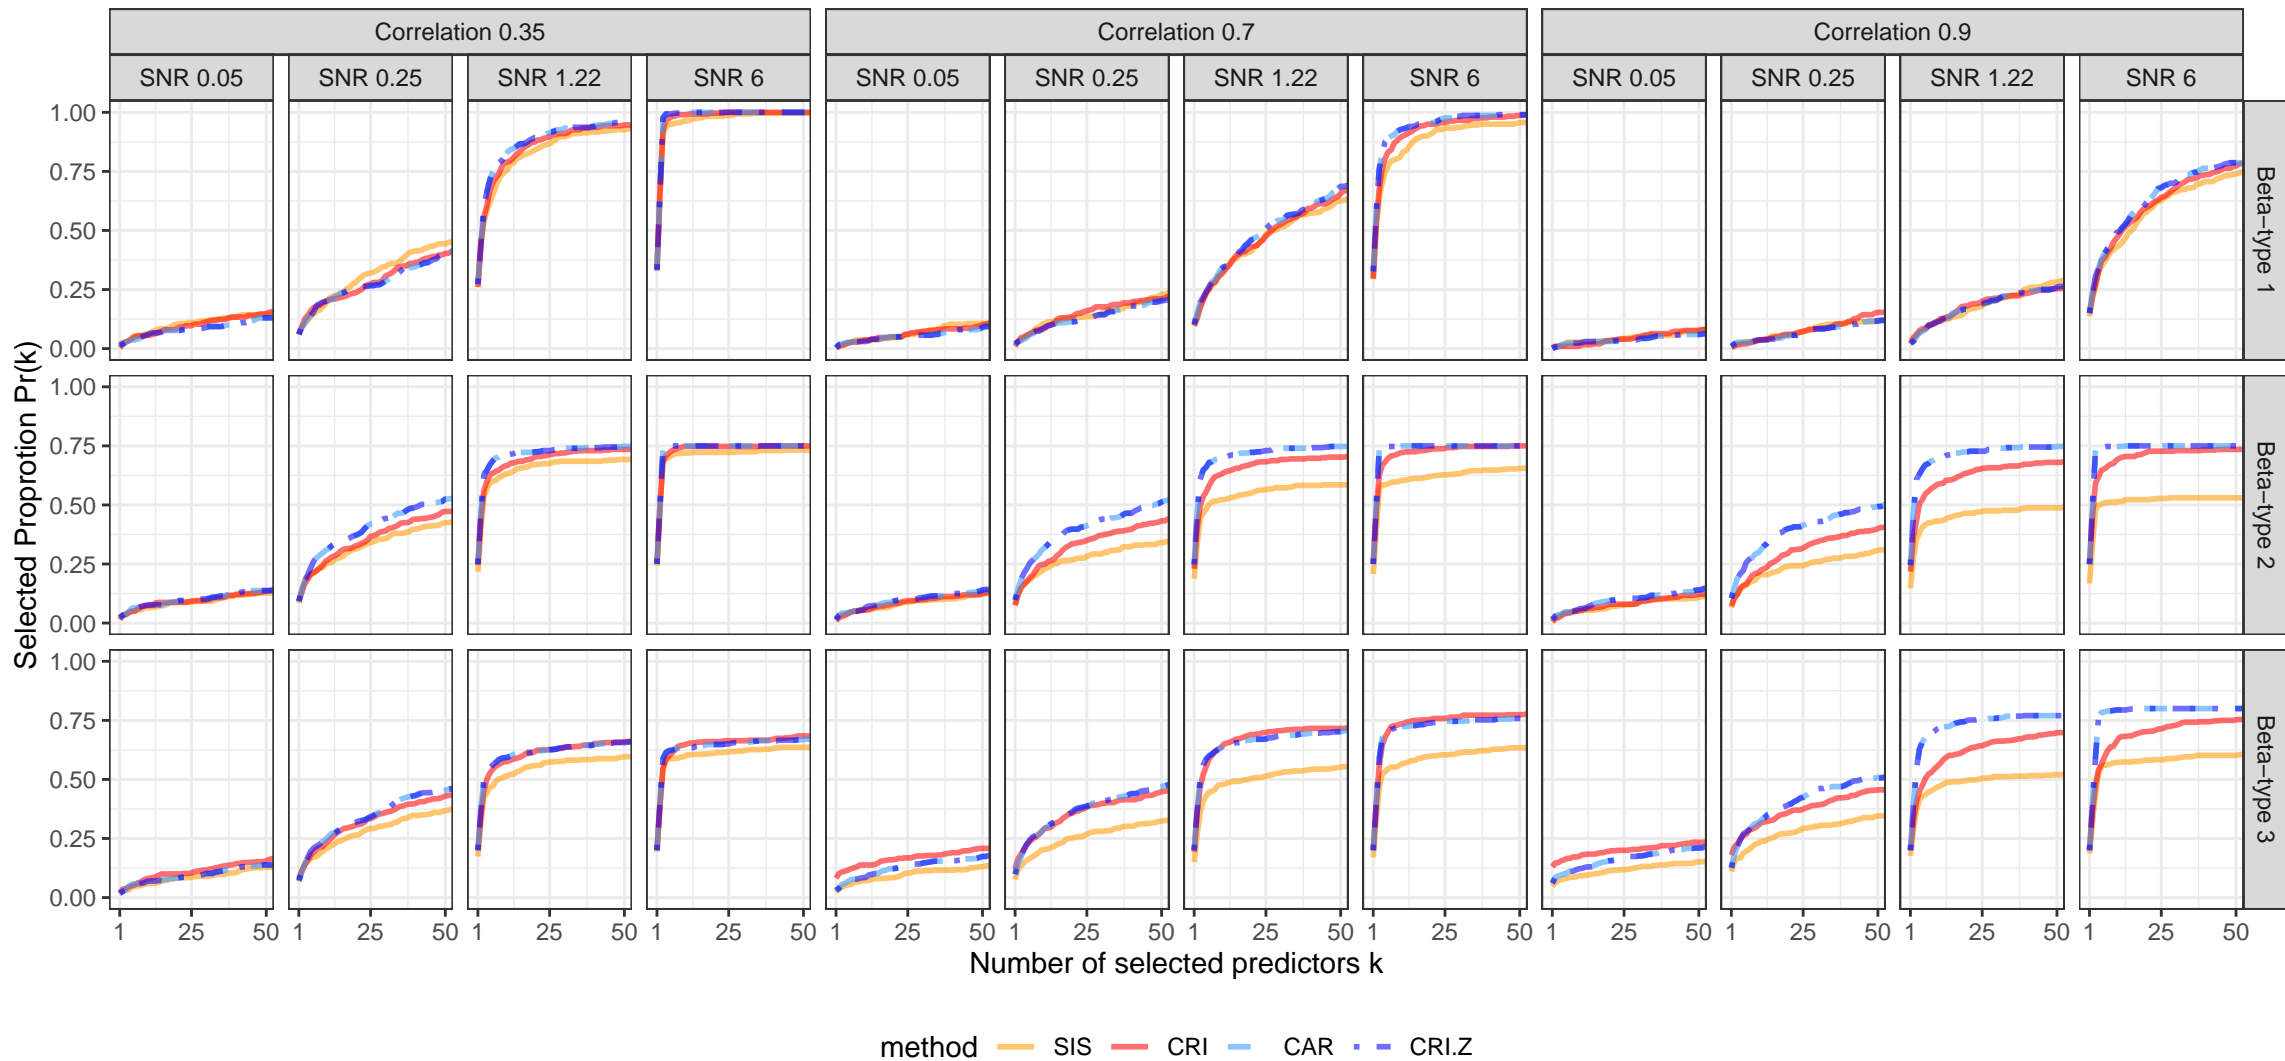 Correlation 0.35 Correlation 0.7 Correlation 0.9
SNR 0.05 SNR 0.25 SNR 1.22 SNR 6 SNR 0.05 SNR 0.25 SNR 1.22 SNR 6 SNR 0.05 SNR 0.25 SNR 1.22 SNR 6
Selected Proprotion Pr(k)
1.00
0.75
0.50
0.25
0.00
Beta−type 1
1.00
0.75
0.50
0.25
0.00
Beta−type 2
1.00
0.75
0.50
0.25
0.00
Beta−type 3
1 25 50 1 25 50 1 25 50 1 25 50 1 25 50 1 25 50 1 25 50 1 25 50 1 25 50 1 25 50 1 25 50 1 25 50
Number of selected predictors k
method SIS CRI CAR CRI.Z